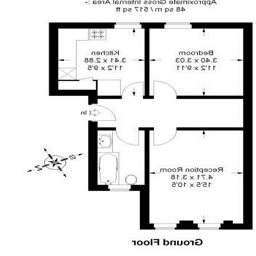 Approximate Gross Internal Area :-
48 sq m / 517 sq ft
Kitchen
3.41 x 2.88
11'2 x 9'5
Bedroom
3.40 x 3.03
11'2 x 9'11
In
Reception Room
4.71 x 3.18
15'5 x 10'5
Ground Floor